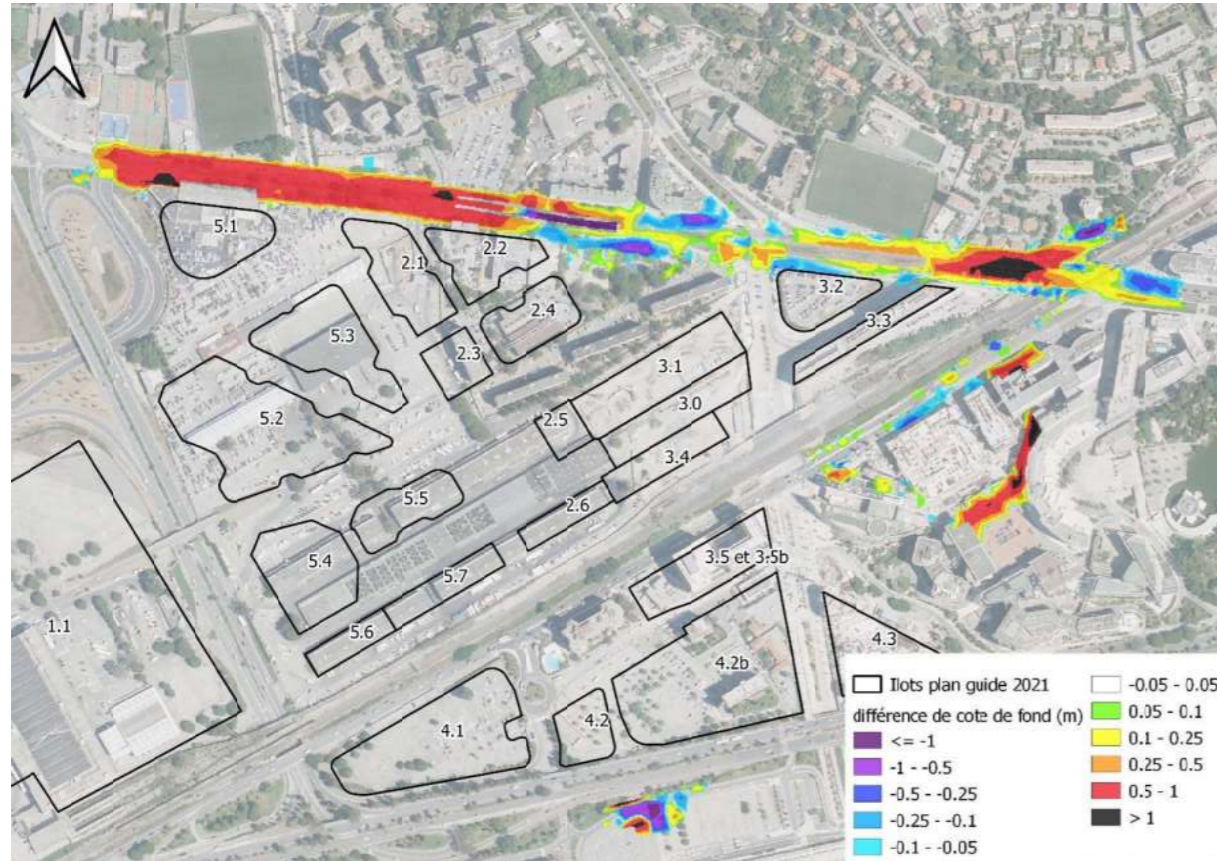 5.1
2.1
2.2
2.4
3.2
3.3
5.3
2.3
3.1
5.2
3.0
2.5
3.4
5.5
2.6
5.4
3.5 et 3.5b
5.7
1.1
5.6
4.3
4.2b
4.1
4.2
Ilots plan guide 2021
différence de cote de fond (m)
<= -1
-1 - -0.5
-0.5 - -0.25
-0.25 - -0.1
-0.1 - -0.05
-0.05 - 0.05
0.05 - 0.1
0.1 - 0.25
0.25 - 0.5
0.5 - 1
> 1